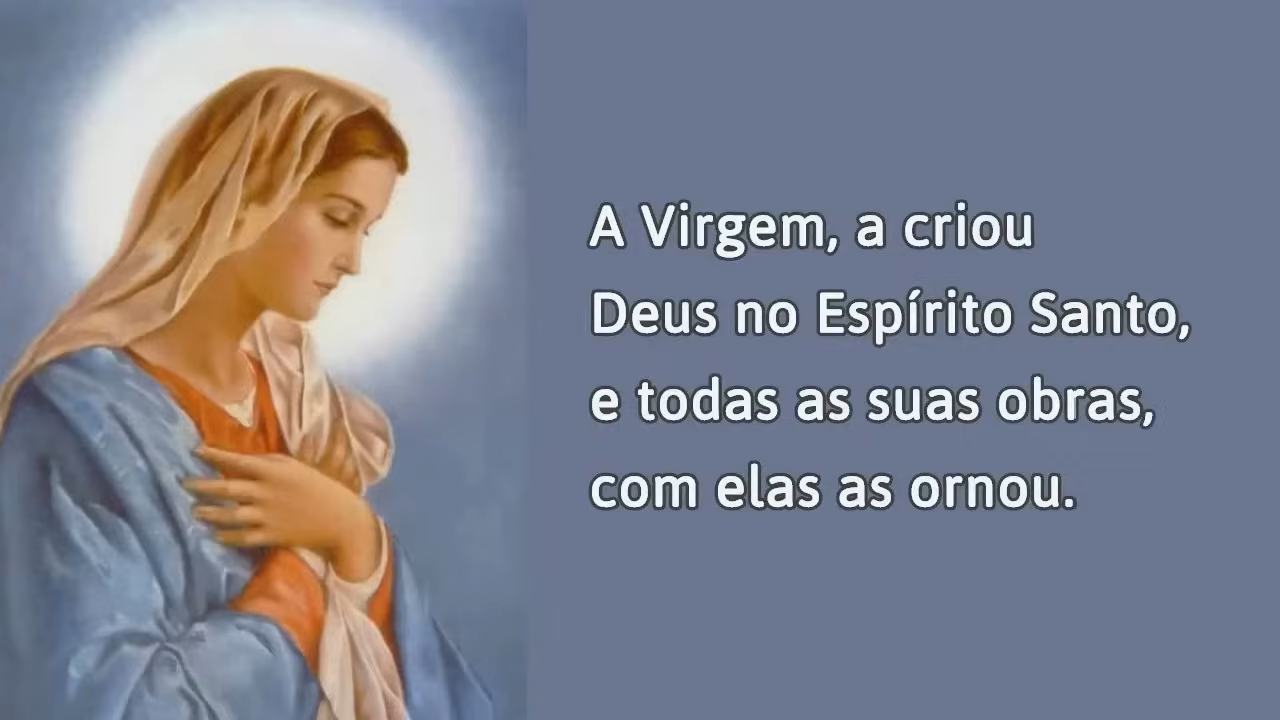 A Virgem, a criou
Deus no Espírito Santo,
e todas as suas obras,
com elas as ornou.